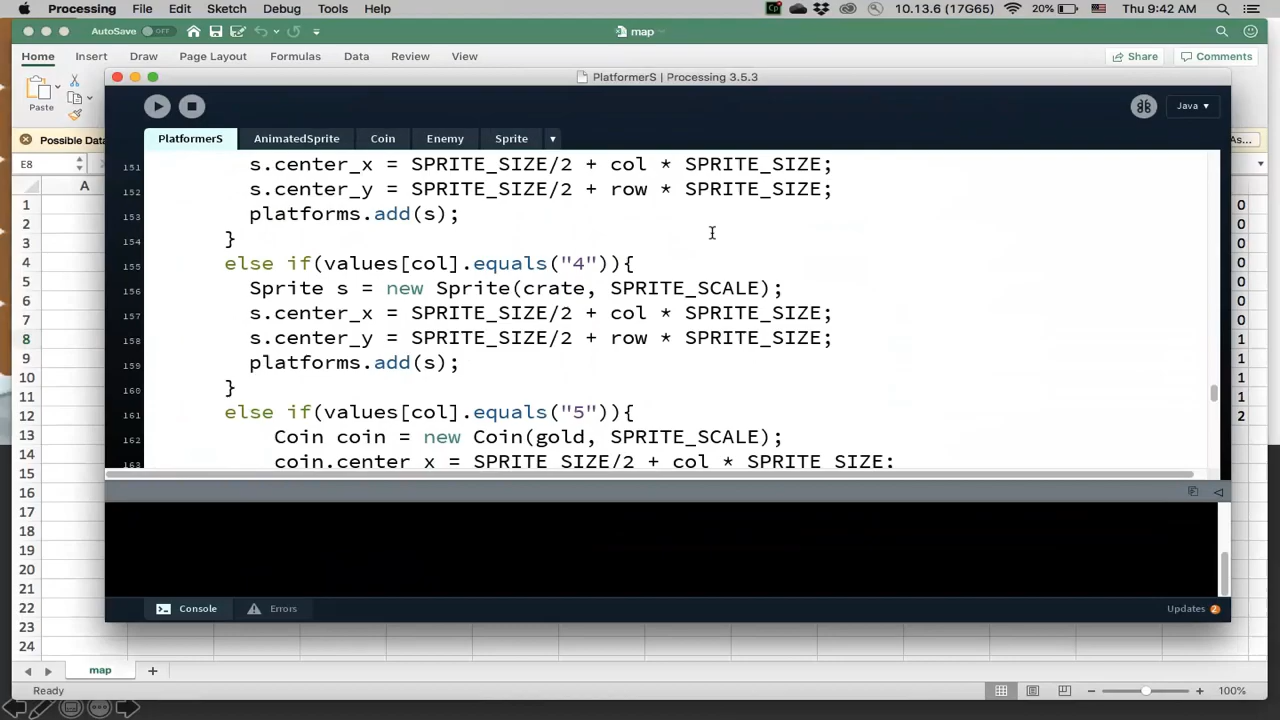 Processing File Edit Sketch Debug Tools Help 10.13.6 (17G65) 20% Thu 9:42 AM
AutoSave OFF map
Home Insert Draw Page Layout Formulas Data Review View Share Comments
PlatformerS | Processing 3.5.3
Paste
Java
Possible Data
PlatformerS AnimatedSprite Coin Enemy Sprite
As...
E8
A
151 s.center_x = SPRITE_SIZE/2 + col * SPRITE_SIZE;
152 s.center_y = SPRITE_SIZE/2 + row * SPRITE_SIZE;
153 platforms.add(s);
154 }
155 else if(values[col].equals("4")){
156 Sprite s = new Sprite(crate, SPRITE_SCALE);
157 s.center_x = SPRITE_SIZE/2 + col * SPRITE_SIZE;
158 s.center_y = SPRITE_SIZE/2 + row * SPRITE_SIZE;
159 platforms.add(s);
160 }
161 else if(values[col].equals("5")){
162 Coin coin = new Coin(gold, SPRITE_SCALE);
163 coin.center_x = SPRITE_SIZE/2 + col * SPRITE_SIZE;
1 0
2 0
3 0
4 0
5 0
6 0
7 0
8 1
9 1
10 1
11 1
12 2
13
14
15
16
17
18
19
20
21
22
23
24
Console Errors Updates 2
map
Ready 100%